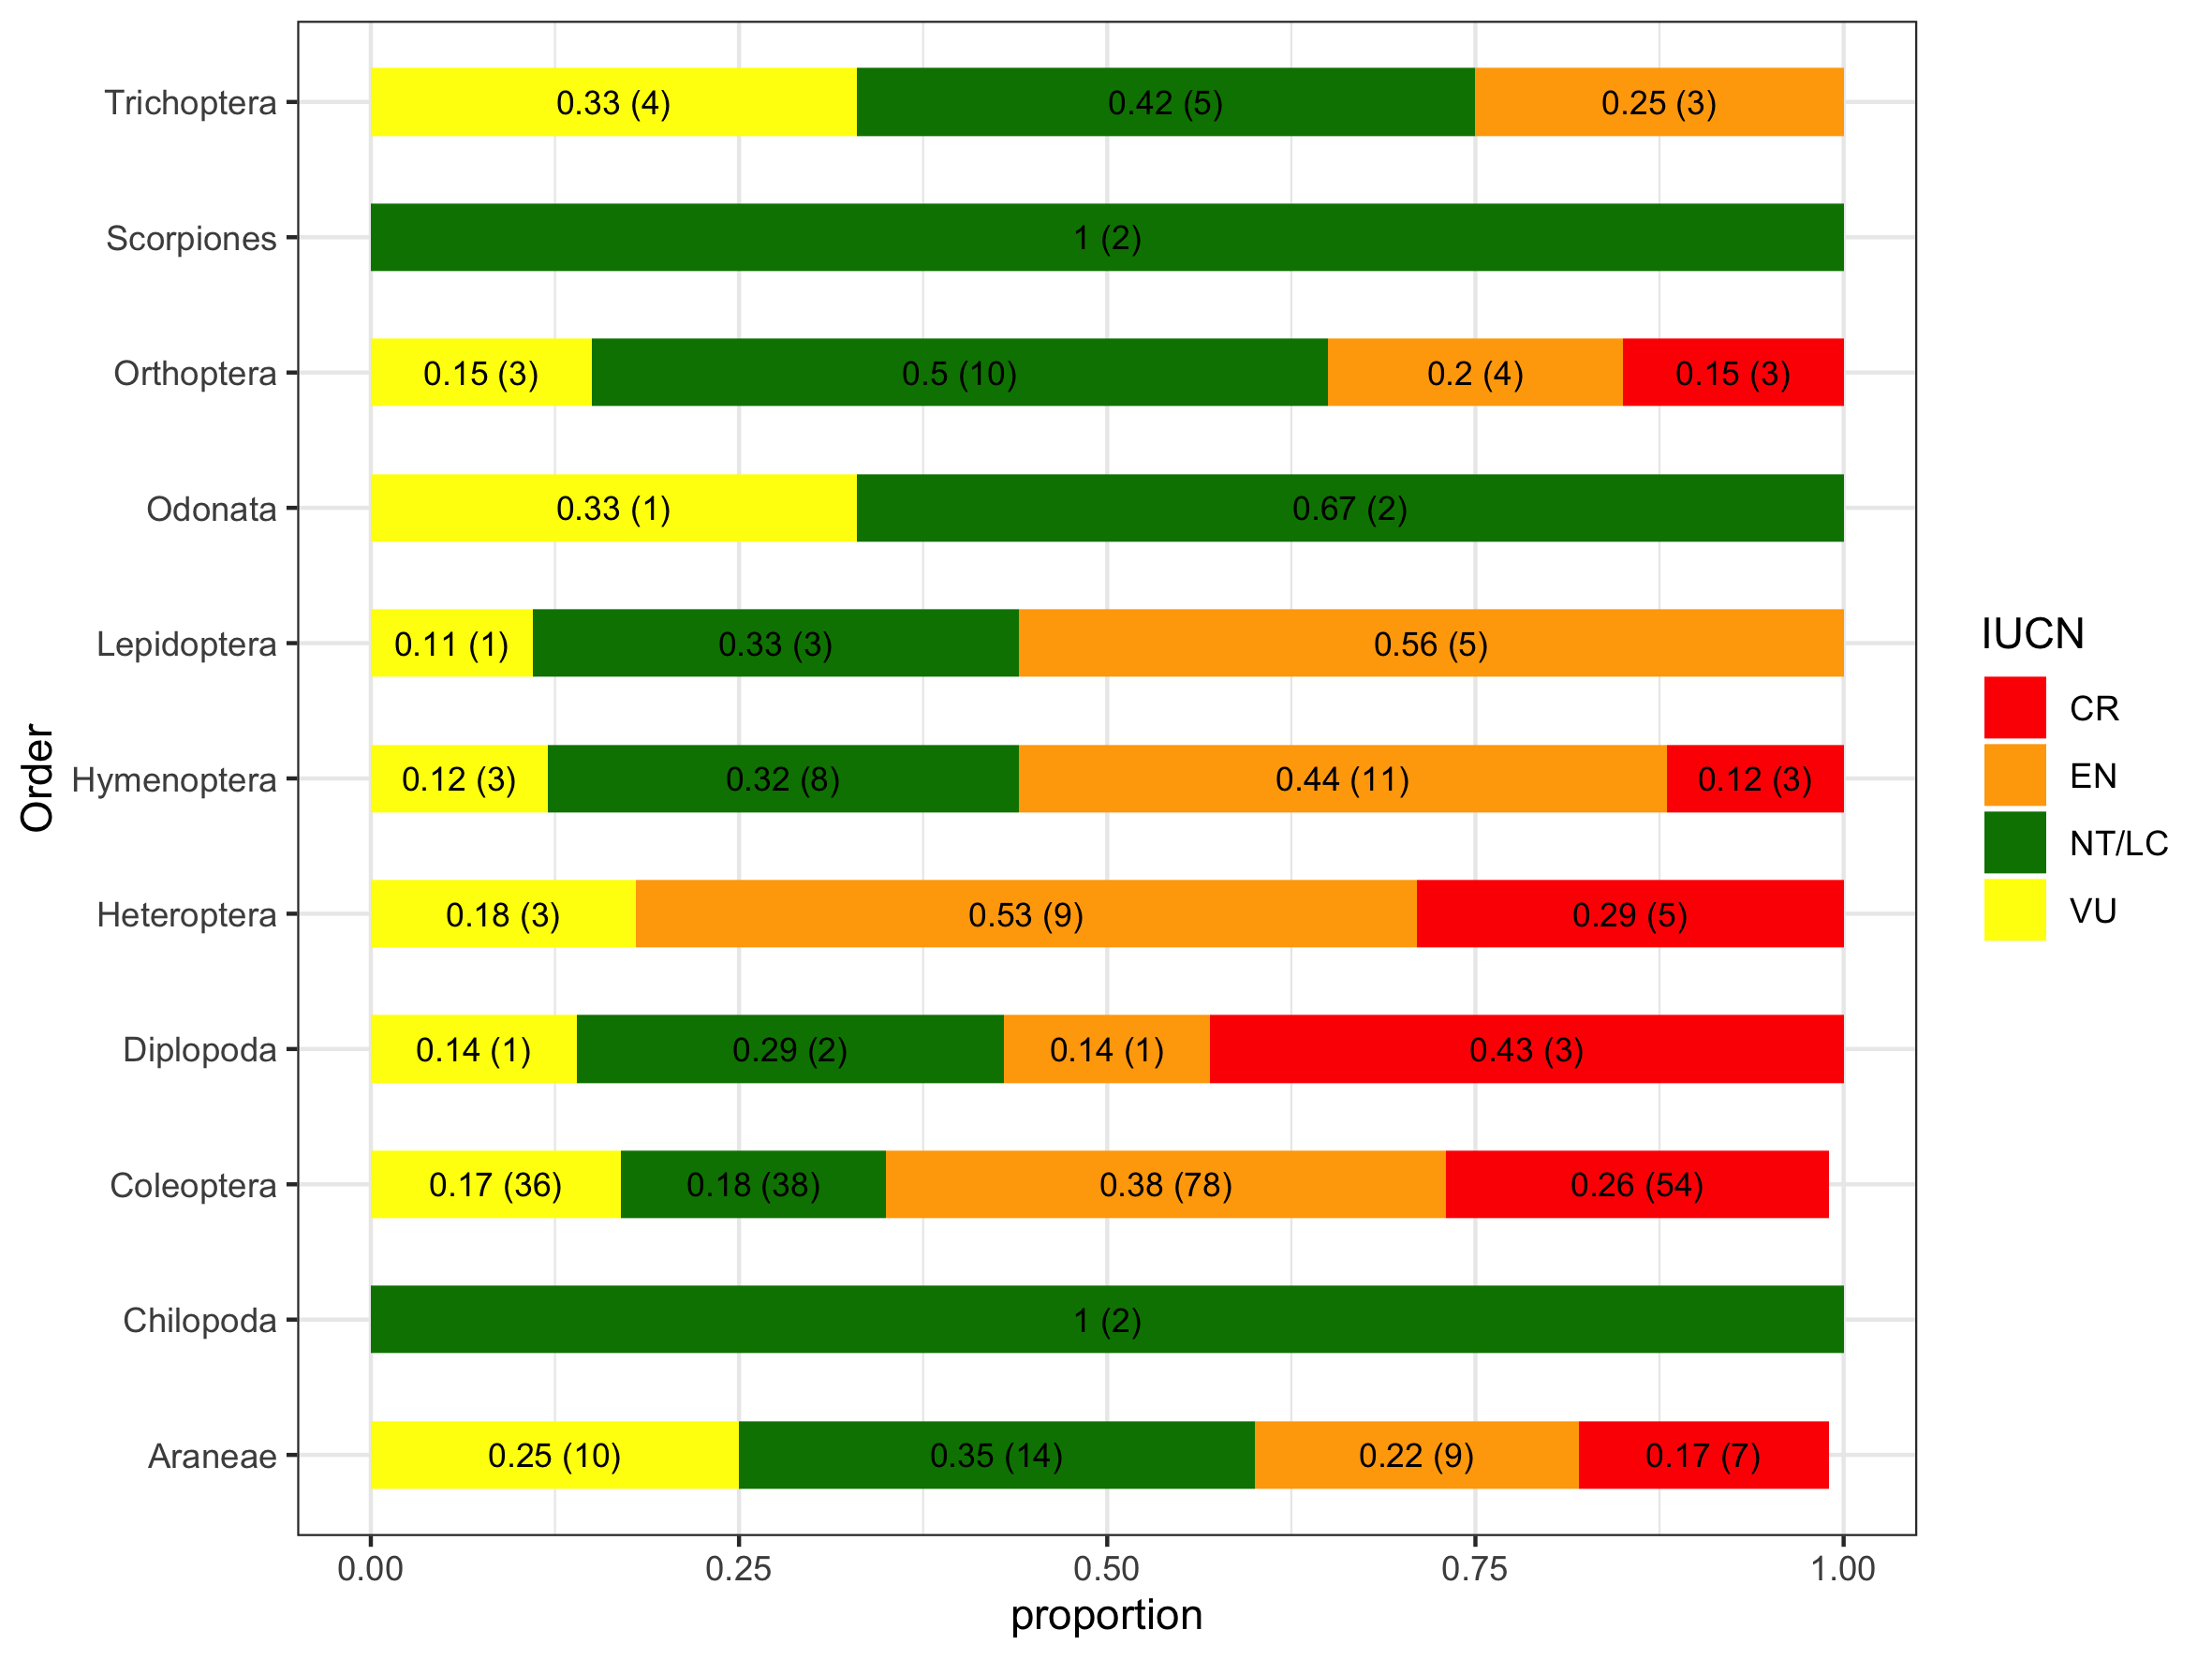 Trichoptera 0.33 (4) 0.42 (5) 0.25 (3)
Scorpiones 1 (2)
Orthoptera 0.15 (3) 0.5 (10) 0.2 (4) 0.15 (3)
Odonata 0.33 (1) 0.67 (2)
Lepidoptera 0.11 (1) 0.33 (3) 0.56 (5)
Hymenoptera 0.12 (3) 0.32 (8) 0.44 (11) 0.12 (3)
Heteroptera 0.18 (3) 0.53 (9) 0.29 (5)
Diplopoda 0.14 (1) 0.29 (2) 0.14 (1) 0.43 (3)
Coleoptera 0.17 (36) 0.18 (38) 0.38 (78) 0.26 (54)
Chilopoda 1 (2)
Araneae 0.25 (10) 0.35 (14) 0.22 (9) 0.17 (7)
0.00 0.25 0.50 0.75 1.00
proportion
Order
IUCN
CR
EN
NT/LC
VU